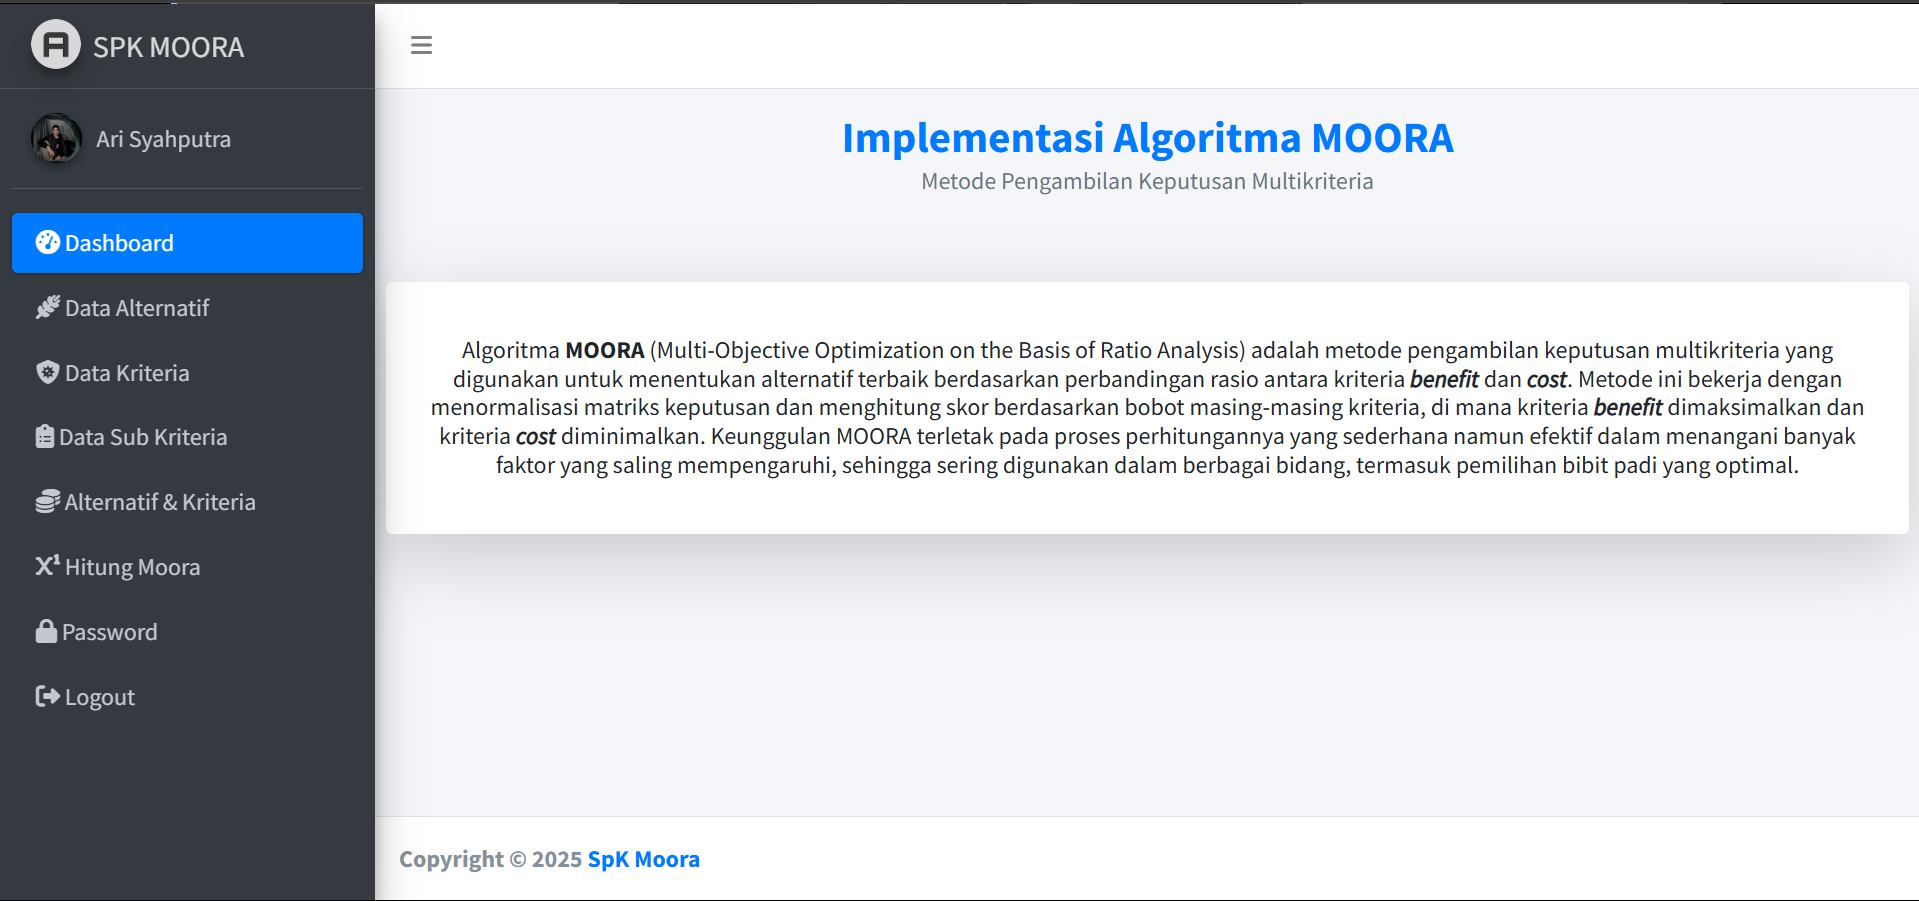 SPK MOORA
Ari Syahputra
Dashboard
Data Alternatif
Data Kriteria
Data Sub Kriteria
Alternatif & Kriteria
Hitung Moora
Password
Logout
Implementasi Algoritma MOORA
Metode Pengambilan Keputusan Multikriteria
Algoritma MOORA (Multi-Objective Optimization on the Basis of Ratio Analysis) adalah metode pengambilan keputusan multikriteria yang
digunakan untuk menentukan alternatif terbaik berdasarkan perbandingan rasio antara kriteria benefit dan cost. Metode ini bekerja dengan
menormalisasi matriks keputusan dan menghitung skor berdasarkan bobot masing-masing kriteria, di mana kriteria benefit dimaksimalkan dan
kriteria cost diminimalkan. Keunggulan MOORA terletak pada proses perhitungannya yang sederhana namun efektif dalam menangani banyak
faktor yang saling mempengaruhi, sehingga sering digunakan dalam berbagai bidang, termasuk pemilihan bibit padi yang optimal.
Copyright © 2025 SpK Moora